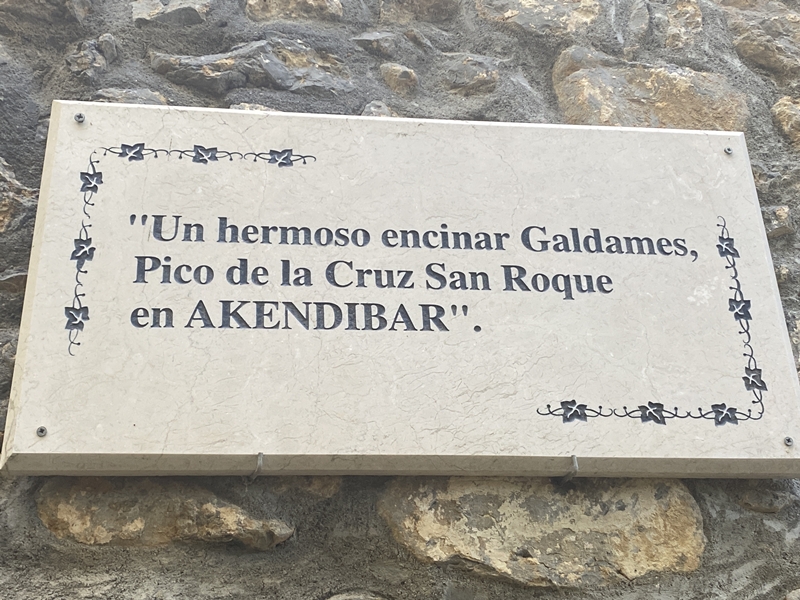 "Un hermoso encinar Galdames,
Pico de la Cruz San Roque
en AKENDIBAR".